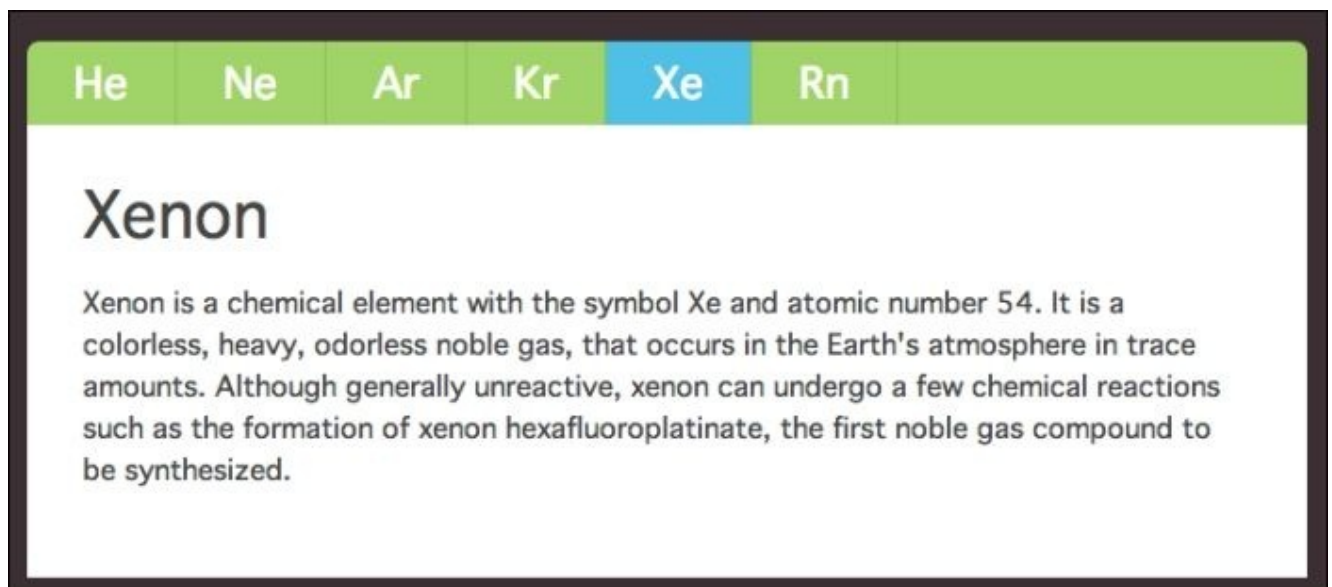 He Ne Ar Kr Xe Rn
Xenon
Xenon is a chemical element with the symbol Xe and atomic number 54. It is a
colorless, heavy, odorless noble gas, that occurs in the Earth's atmosphere in trace
amounts. Although generally unreactive, xenon can undergo a few chemical reactions
such as the formation of xenon hexafluoroplatinate, the first noble gas compound to
be synthesized.